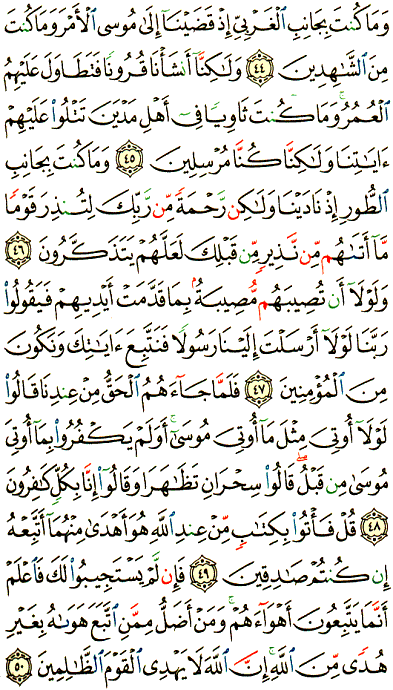 وَمَا كُنتَ بِجَانِبِ ٱلْغَرْبِىِّ إِذْ قَضَيْنَآ إِلَىٰ مُوسَى ٱلْأَمْرَ وَمَا كُنتَ
مِنَ ٱلشَّـٰهِدِينَ ٤٤ وَلَـٰكِنَّآ أَنشَأْنَا قُرُونًا فَتَطَاوَلَ عَلَيْهِمُ
ٱلْعُمُرُ ۚ وَمَا كُنتَ ثَاوِيًا فِىٓ أَهْلِ مَدْيَنَ تَتْلُوا۟ عَلَيْهِمْ
ءَايَـٰتِنَا وَلَـٰكِنَّا كُنَّا مُرْسِلِينَ ٤٥ وَمَا كُنتَ بِجَانِبِ
ٱلطُّورِ إِذْ نَادَيْنَا وَلَـٰكِن رَّحْمَةً مِّن رَّبِّكَ لِتُنذِرَ قَوْمًا
مَّآ أَتَىٰهُم مِّن نَّذِيرٍ مِّن قَبْلِكَ لَعَلَّهُمْ يَتَذَكَّرُونَ ٤٦
وَلَوْلَآ أَن تُصِيبَهُم مُّصِيبَةٌۢ بِمَا قَدَّمَتْ أَيْدِيهِمْ فَيَقُولُوا۟
رَبَّنَا لَوْلَآ أَرْسَلْتَ إِلَيْنَا رَسُولًا فَنَتَّبِعَ ءَايَـٰتِكَ وَنَكُونَ
مِنَ ٱلْمُؤْمِنِينَ ٤٧ فَلَمَّا جَآءَهُمُ ٱلْحَقُّ مِنْ عِندِنَا قَالُوا۟
لَوْلَآ أُوتِىَ مِثْلَ مَآ أُوتِىَ مُوسَىٰٓ ۚ أَوَلَمْ يَكْفُرُوا۟ بِمَآ أُوتِىَ
مُوسَىٰ مِن قَبْلُ ۖ قَالُوا۟ سِحْرَانِ تَظَـٰهَرَا وَقَالُوٓا۟ إِنَّا بِكُلٍّ كَـٰفِرُونَ
٤٨ قُلْ فَأْتُوا۟ بِكِتَـٰبٍ مِّنْ عِندِ ٱللَّهِ هُوَ أَهْدَىٰ مِنْهُمَآ أَتَّبِعْهُ
إِن كُنتُمْ صَـٰدِقِينَ ٤٩ فَإِن لَّمْ يَسْتَجِيبُوا۟ لَكَ فَٱعْلَمْ
أَنَّمَا يَتَّبِعُونَ أَهْوَآءَهُمْ ۚ وَمَنْ أَضَلُّ مِمَّنِ ٱتَّبَعَ هَوَىٰهُ بِغَيْرِ
هُدًى مِّنَ ٱللَّهِ ۚ إِنَّ ٱللَّهَ لَا يَهْدِى ٱلْقَوْمَ ٱلظَّـٰلِمِينَ ٥٠